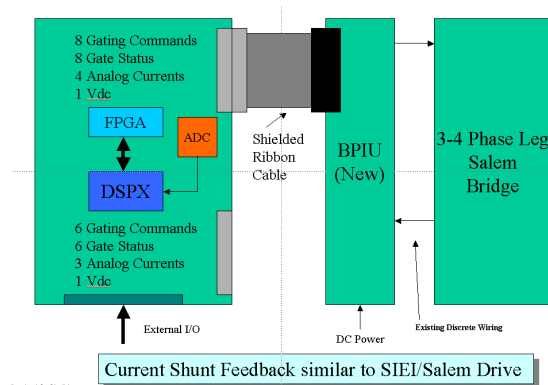 8 Gating Commands
8 Gate Status
4 Analog Currents
1 Vdc
FPGA
ADC
DSPX
6 Gating Commands
6 Gate Status
3 Analog Currents
1 Vdc
External I/O
Shielded
Ribbon
Cable
BPIU
(New)
3-4 Phase Leg
Salem
Bridge
DC Power
Existing Discrete Wiring
Current Shunt Feedback similar to SIEI/Salem Drive